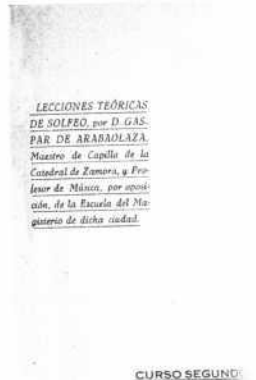 LECCIONES TEÓRICAS
DE SOLFEO, por D. GAS-
PAR DE ARABAOLAZA,
Maestro de Capilla de la
Catedral de Zamora, y Pro-
fesor de Música, por oposi-
ción, de la Escuela del Ma-
gisterio de dicha ciudad.
CURSO SEGUNDO